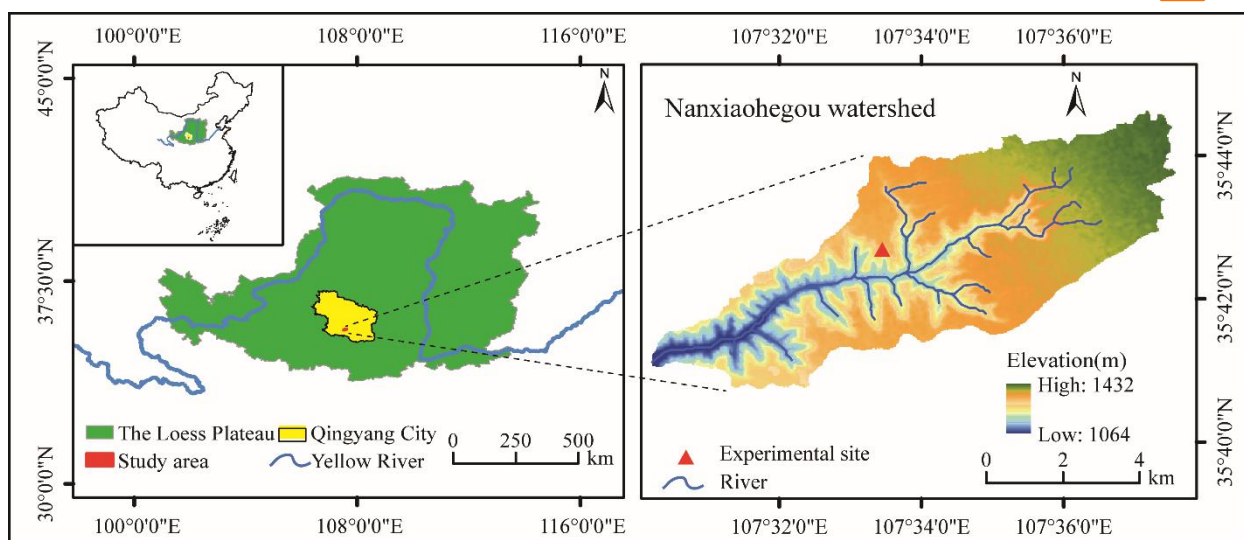 100°0'0"E 108°0'0"E 116°0'0"E
107°32'0"E 107°34'0"E 107°36'0"E
45°0'0"N
37°30'0"N
30°0'0"N
N
The Loess Plateau
Qingyang City
Study area
Yellow River
0 250 500
km
100°0'0"E 108°0'0"E 116°0'0"E
Nanxiaohegou watershed
N
35°44'0"N
35°42'0"N
35°40'0"N
Elevation(m)
High: 1432
Low: 1064
Experimental site
River
0 2 4
km
107°32'0"E 107°34'0"E 107°36'0"E